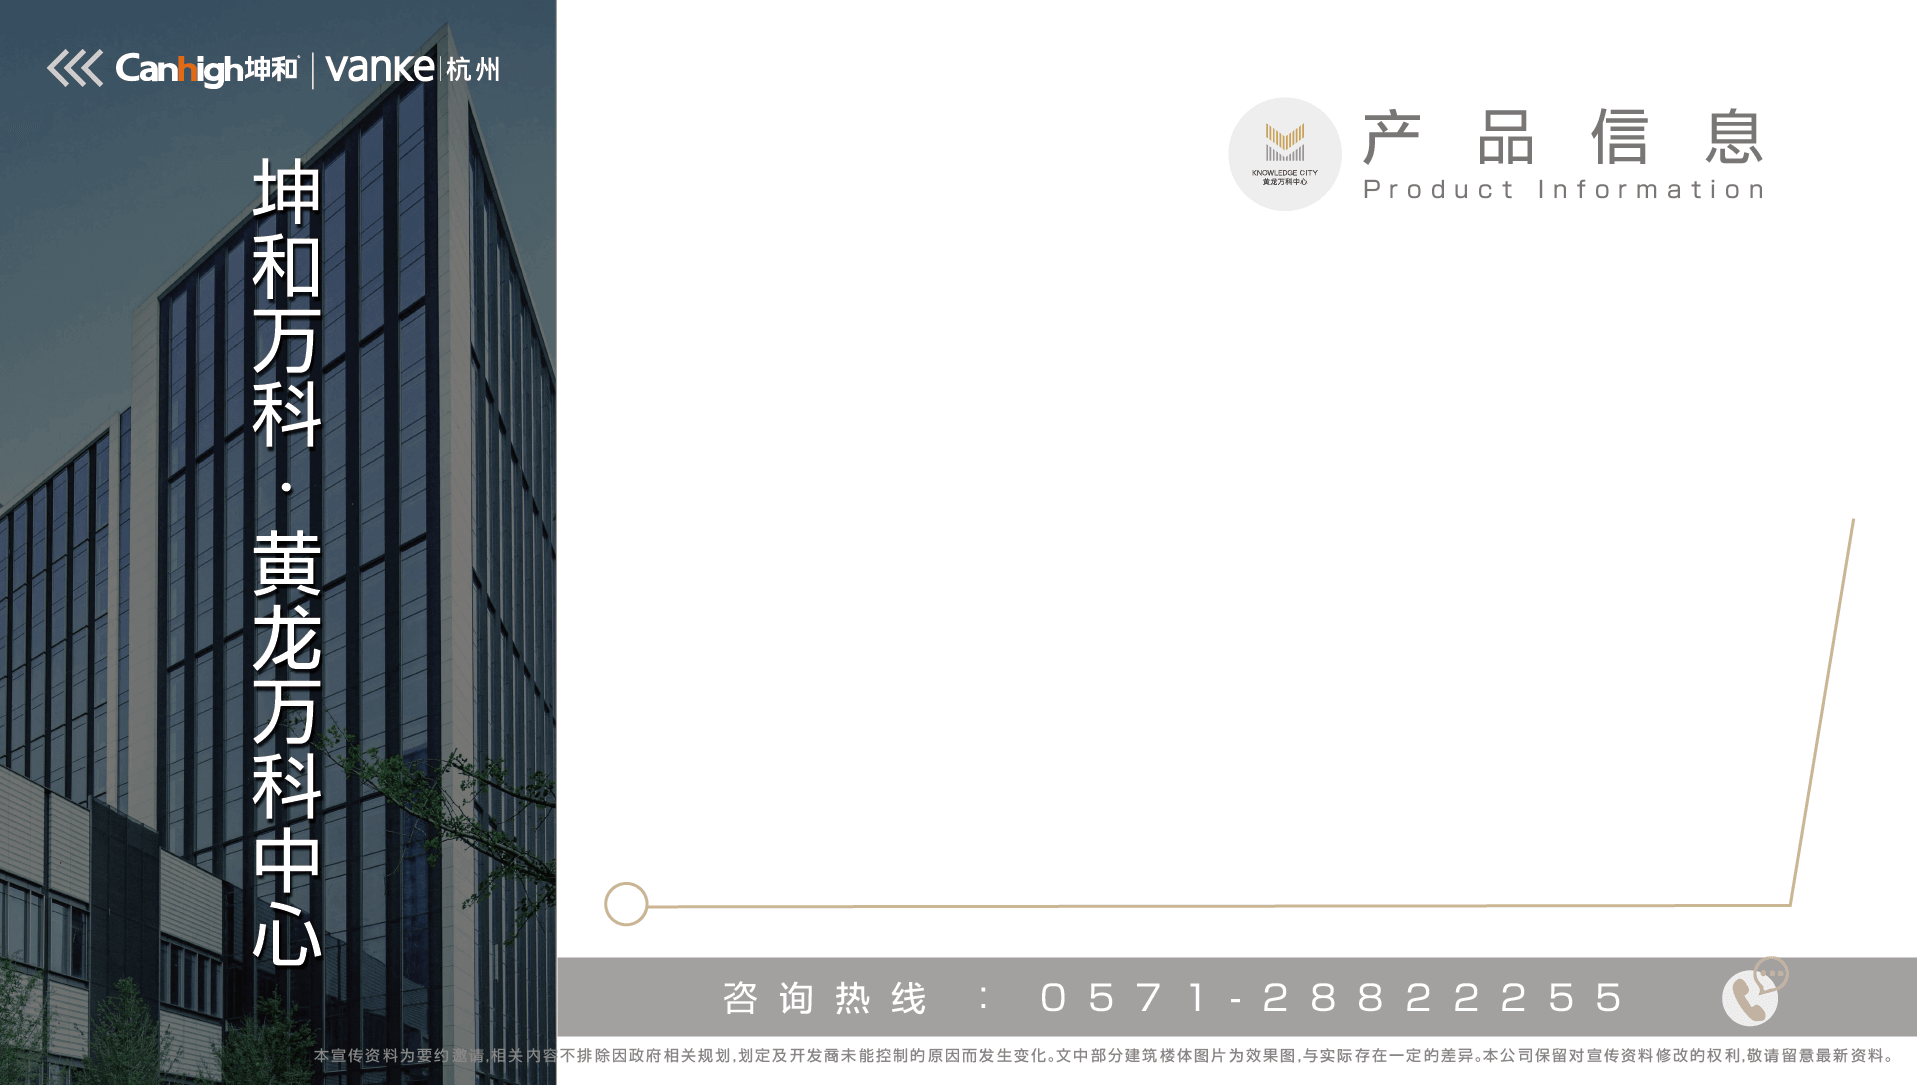 Canhigh坤和 vanke 杭州
坤和万科·黄龙万科中心
KNOWLEDGE CITY
黄龙万科中心
产品信息
Product Information
咨询热线：0571-28822255
本宣传资料为要约邀请,相关内容不排除因政府相关规划,划定及开发商未能控制的原因而发生变化。文中部分建筑楼体图片为效果图,与实际存在一定的差异。本公司保留对宣传资料修改的权利,敬请留意最新资料。